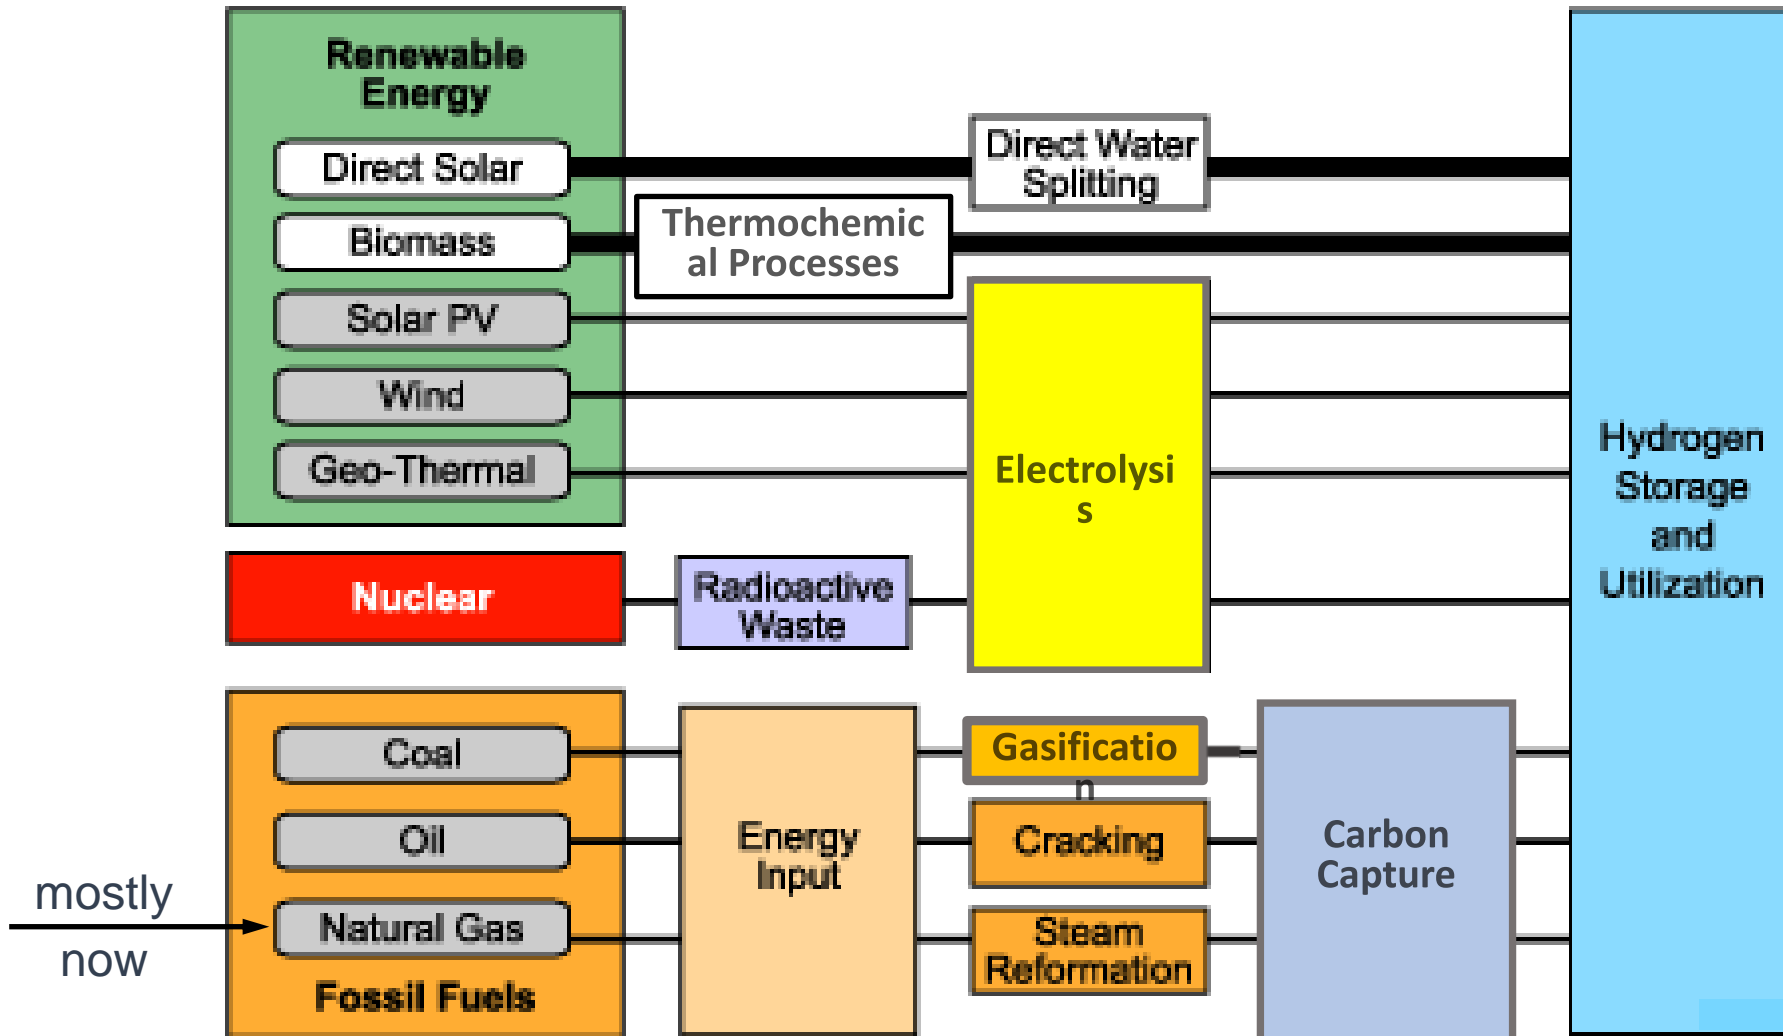 Renewable
Energy
Direct Solar
Biomass
Solar PV
Wind
Geo-Thermal
Direct Water
Splitting
Thermochemic
al Processes
Electrolysi
s
Nuclear
Radioactive
Waste
Coal
Oil
Natural Gas
Fossil Fuels
mostly
now
Energy
Input
Gasificatio
n
Cracking
Steam
Reformation
Carbon
Capture
Hydrogen
Storage
and
Utilization